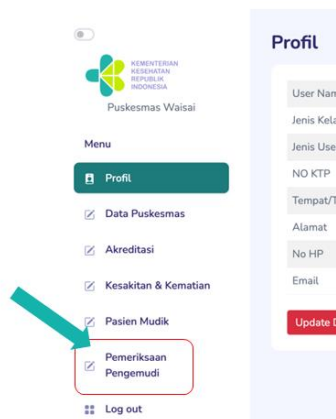 KEMENTERIAN
KESEHATAN
REPUBLIK
INDONESIA
Puskesmas Waisai
Menu
Profil
Data Puskesmas
Akreditasi
Kesakitan & Kematian
Pasien Mudik
Pemeriksaan
Pengemudi
Log out
Profil
User Nam
Jenis Kela
Jenis Use
NO KTP
Tempat/T
Alamat
No HP
Email
Update D